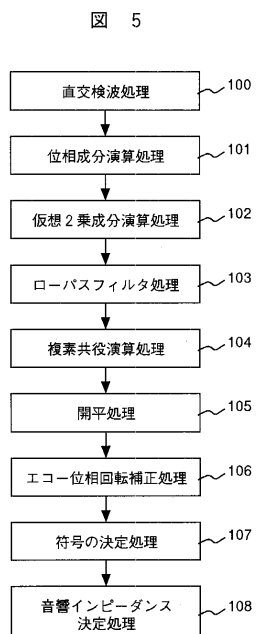 図 5
直交検波処理
100
位相成分演算処理
101
仮想２乗成分演算処理
102
ローパスフィルタ処理
103
複素共役演算処理
104
開平処理
105
エコー位相回転補正処理
106
符号の決定処理
107
音響インピーダンス
決定処理
108